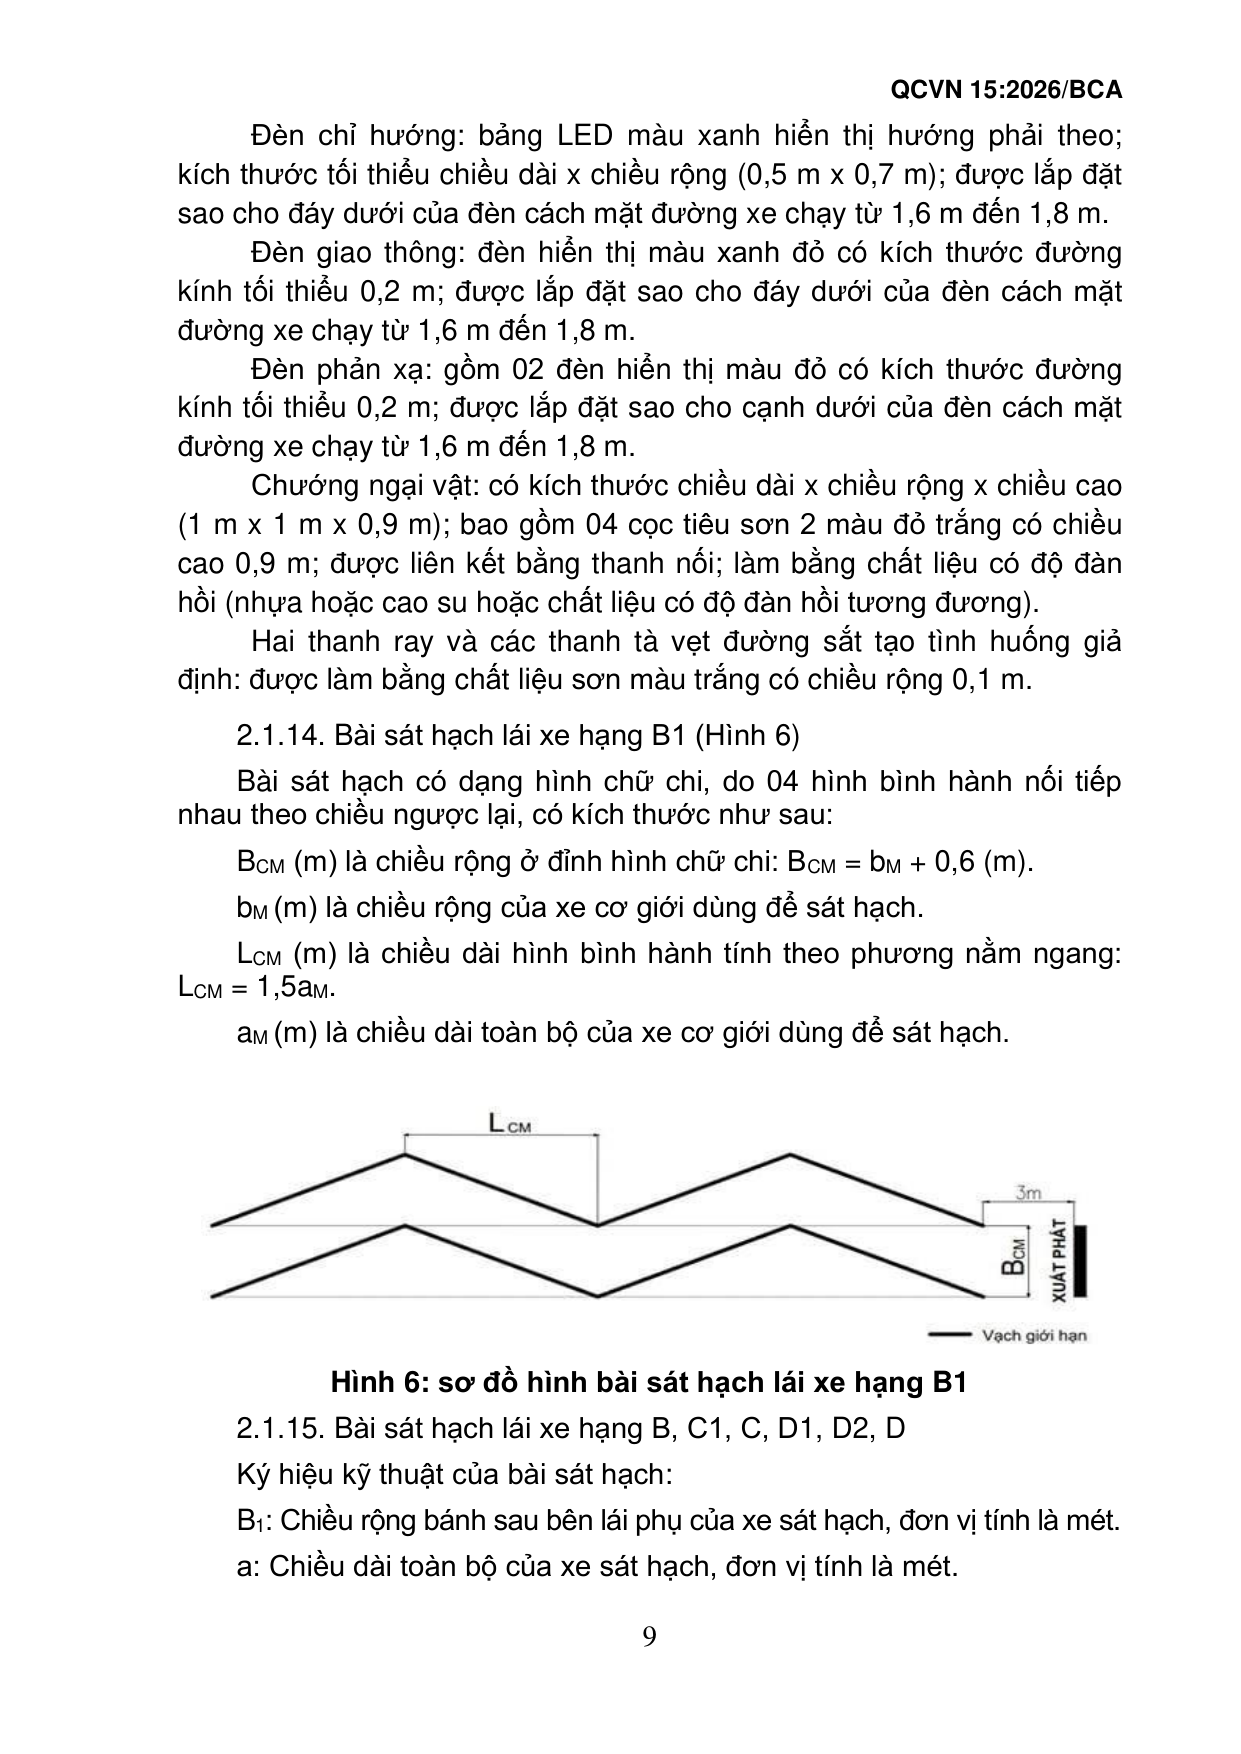 QCVN 15:2026/BCA
Đèn chỉ hướng: bảng LED màu xanh hiển thị hướng phải theo;
kích thước tối thiểu chiều dài x chiều rộng (0,5 m x 0,7 m); được lắp đặt
sao cho đáy dưới của đèn cách mặt đường xe chạy từ 1,6 m đến 1,8 m.
Đèn giao thông: đèn hiển thị màu xanh đỏ có kích thước đường
kính tối thiểu 0,2 m; được lắp đặt sao cho đáy dưới của đèn cách mặt
đường xe chạy từ 1,6 m đến 1,8 m.
Đèn phản xạ: gồm 02 đèn hiển thị màu đỏ có kích thước đường
kính tối thiểu 0,2 m; được lắp đặt sao cho cạnh dưới của đèn cách mặt
đường xe chạy từ 1,6 m đến 1,8 m.
Chướng ngại vật: có kích thước chiều dài x chiều rộng x chiều cao
(1 m x 1 m x 0,9 m); bao gồm 04 cọc tiêu sơn 2 màu đỏ trắng có chiều
cao 0,9 m; được liên kết bằng thanh nối; làm bằng chất liệu có độ đàn
hồi (nhựa hoặc cao su hoặc chất liệu có độ đàn hồi tương đương).
Hai thanh ray và các thanh tà vẹt đường sắt tạo tình huống giả
định: được làm bằng chất liệu sơn màu trắng có chiều rộng 0,1 m.
2.1.14. Bài sát hạch lái xe hạng B1 (Hình 6)
Bài sát hạch có dạng hình chữ chi, do 04 hình bình hành nối tiếp
nhau theo chiều ngược lại, có kích thước như sau:
BCM (m) là chiều rộng ở đỉnh hình chữ chi: BCM = bM + 0,6 (m).
bM (m) là chiều rộng của xe cơ giới dùng để sát hạch.
LCM (m) là chiều dài hình bình hành tính theo phương nằm ngang:
LCM = 1,5aM.
aM (m) là chiều dài toàn bộ của xe cơ giới dùng để sát hạch.
L CM
3m
BCM
XUẤT PHÁT
Vạch giới hạn
Hình 6: sơ đồ hình bài sát hạch lái xe hạng B1
2.1.15. Bài sát hạch lái xe hạng B, C1, C, D1, D2, D
Ký hiệu kỹ thuật của bài sát hạch:
B1: Chiều rộng bánh sau bên lái phụ của xe sát hạch, đơn vị tính là mét.
a: Chiều dài toàn bộ của xe sát hạch, đơn vị tính là mét.
9